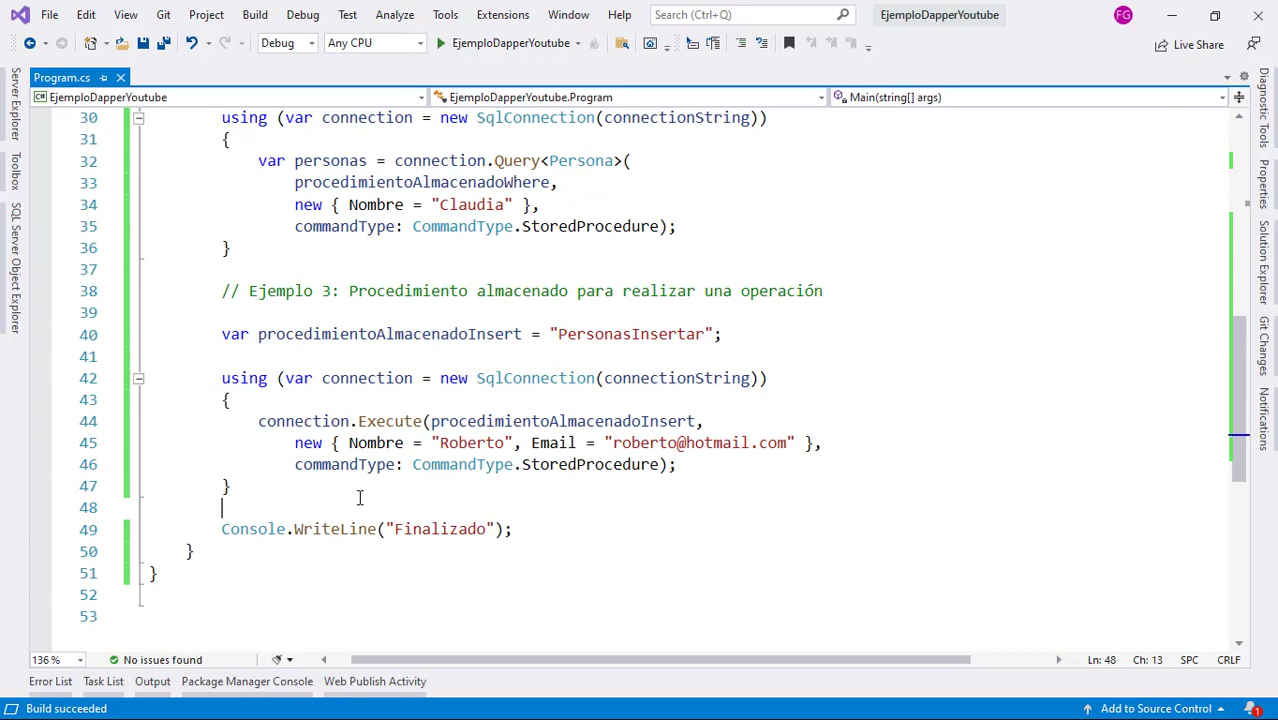 File Edit View Git Project Build Debug Test Analyze Tools Extensions Window Help Search (Ctrl+Q) EjemploDapperYoutube FG
Debug Any CPU EjemploDapperYoutube Live Share
Program.cs
EjemploDapperYoutube EjemploDapperYoutube.Program Main(string[] args)
30 using (var connection = new SqlConnection(connectionString))
31 {
32 var personas = connection.Query<Persona>(
33 procedimientoAlmacenadoWhere,
34 new { Nombre = "Claudia" },
35 commandType: CommandType.StoredProcedure);
36 }
37
38 // Ejemplo 3: Procedimiento almacenado para realizar una operación
39
40 var procedimientoAlmacenadoInsert = "PersonasInsertar";
41
42 using (var connection = new SqlConnection(connectionString))
43 {
44 connection.Execute(procedimientoAlmacenadoInsert,
45 new { Nombre = "Roberto", Email = "roberto@hotmail.com" },
46 commandType: CommandType.StoredProcedure);
47 }
48
49 Console.WriteLine("Finalizado");
50 }
51 }
52
53
Server Explorer
Toolbox
SQL Server Object Explorer
Diagnostic Tools
Properties
Solution Explorer
Git Changes
Notifications
136 % No issues found Ln: 48 Ch: 13 SPC CRLF
Error List Task List Output Package Manager Console Web Publish Activity
Build succeeded Add to Source Control 1